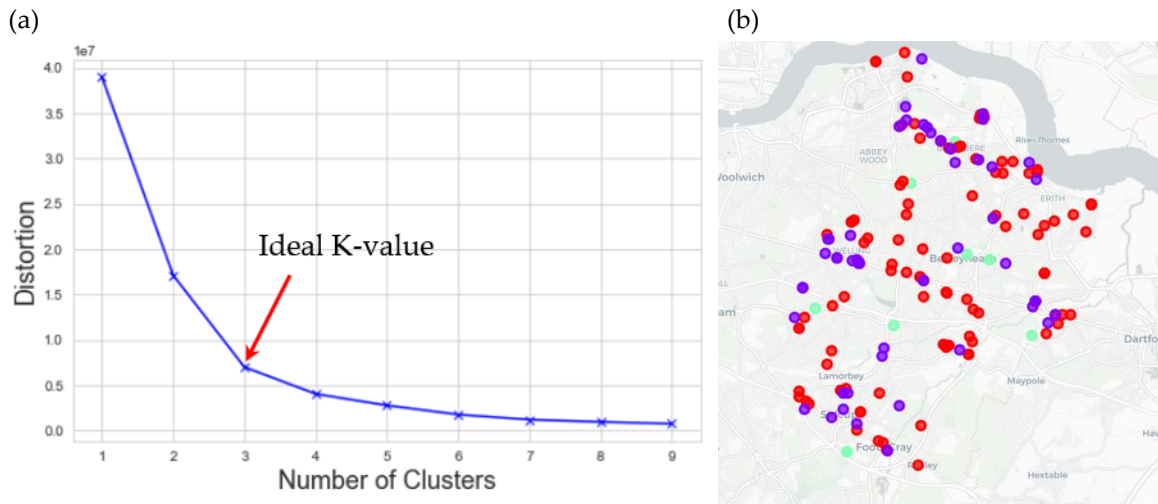 (a)
(b)
1e7
4.0
3.5
3.0
2.5
2.0
1.5
1.0
0.5
0.0
Distortion
Ideal K-value
1 2 3 4 5 6 7 8 9
Number of Clusters
River Thames
ABBEY
WOOD
Woolwich
ERITH
Bexleyheath
Dartfo
Lamorbey
Maypole
Foots Cray
Hav
Hextable